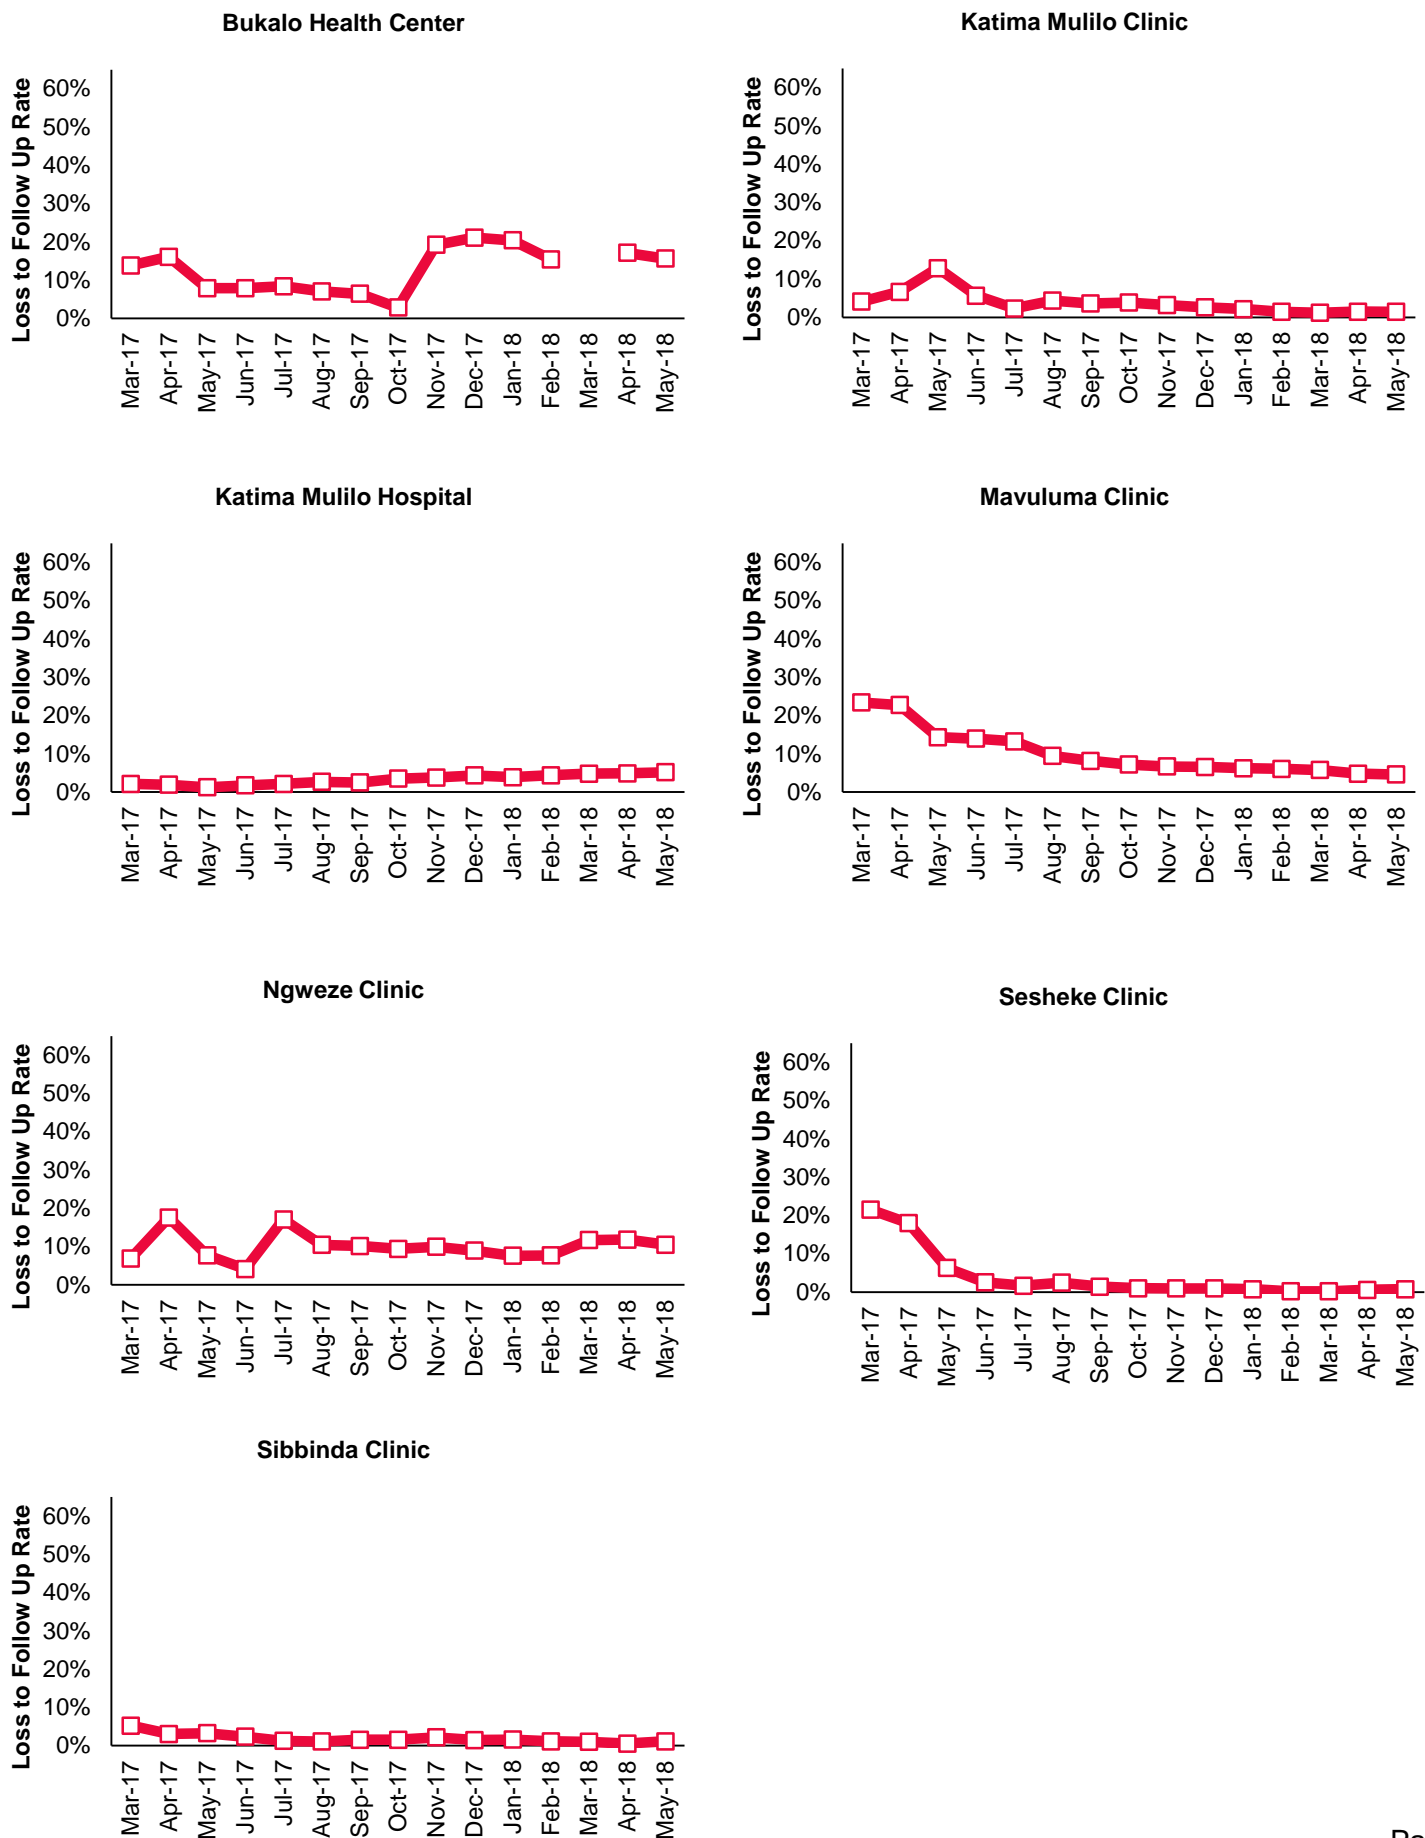 Bukalo Health Center
Loss to Follow Up Rate
60%
50%
40%
30%
20%
10%
0%
Mar-17
Apr-17
May-17
Jun-17
Jul-17
Aug-17
Sep-17
Oct-17
Nov-17
Dec-17
Jan-18
Feb-18
Mar-18
Apr-18
May-18
Katima Mulilo Clinic
Loss to Follow Up Rate
60%
50%
40%
30%
20%
10%
0%
Mar-17
Apr-17
May-17
Jun-17
Jul-17
Aug-17
Sep-17
Oct-17
Nov-17
Dec-17
Jan-18
Feb-18
Mar-18
Apr-18
May-18
Katima Mulilo Hospital
Loss to Follow Up Rate
60%
50%
40%
30%
20%
10%
0%
Mar-17
Apr-17
May-17
Jun-17
Jul-17
Aug-17
Sep-17
Oct-17
Nov-17
Dec-17
Jan-18
Feb-18
Mar-18
Apr-18
May-18
Mavuluma Clinic
Loss to Follow Up Rate
60%
50%
40%
30%
20%
10%
0%
Mar-17
Apr-17
May-17
Jun-17
Jul-17
Aug-17
Sep-17
Oct-17
Nov-17
Dec-17
Jan-18
Feb-18
Mar-18
Apr-18
May-18
Ngweze Clinic
Loss to Follow Up Rate
60%
50%
40%
30%
20%
10%
0%
Mar-17
Apr-17
May-17
Jun-17
Jul-17
Aug-17
Sep-17
Oct-17
Nov-17
Dec-17
Jan-18
Feb-18
Mar-18
Apr-18
May-18
Sesheke Clinic
Loss to Follow Up Rate
60%
50%
40%
30%
20%
10%
0%
Mar-17
Apr-17
May-17
Jun-17
Jul-17
Aug-17
Sep-17
Oct-17
Nov-17
Dec-17
Jan-18
Feb-18
Mar-18
Apr-18
May-18
Sibbinda Clinic
Loss to Follow Up Rate
60%
50%
40%
30%
20%
10%
0%
Mar-17
Apr-17
May-17
Jun-17
Jul-17
Aug-17
Sep-17
Oct-17
Nov-17
Dec-17
Jan-18
Feb-18
Mar-18
Apr-18
May-18